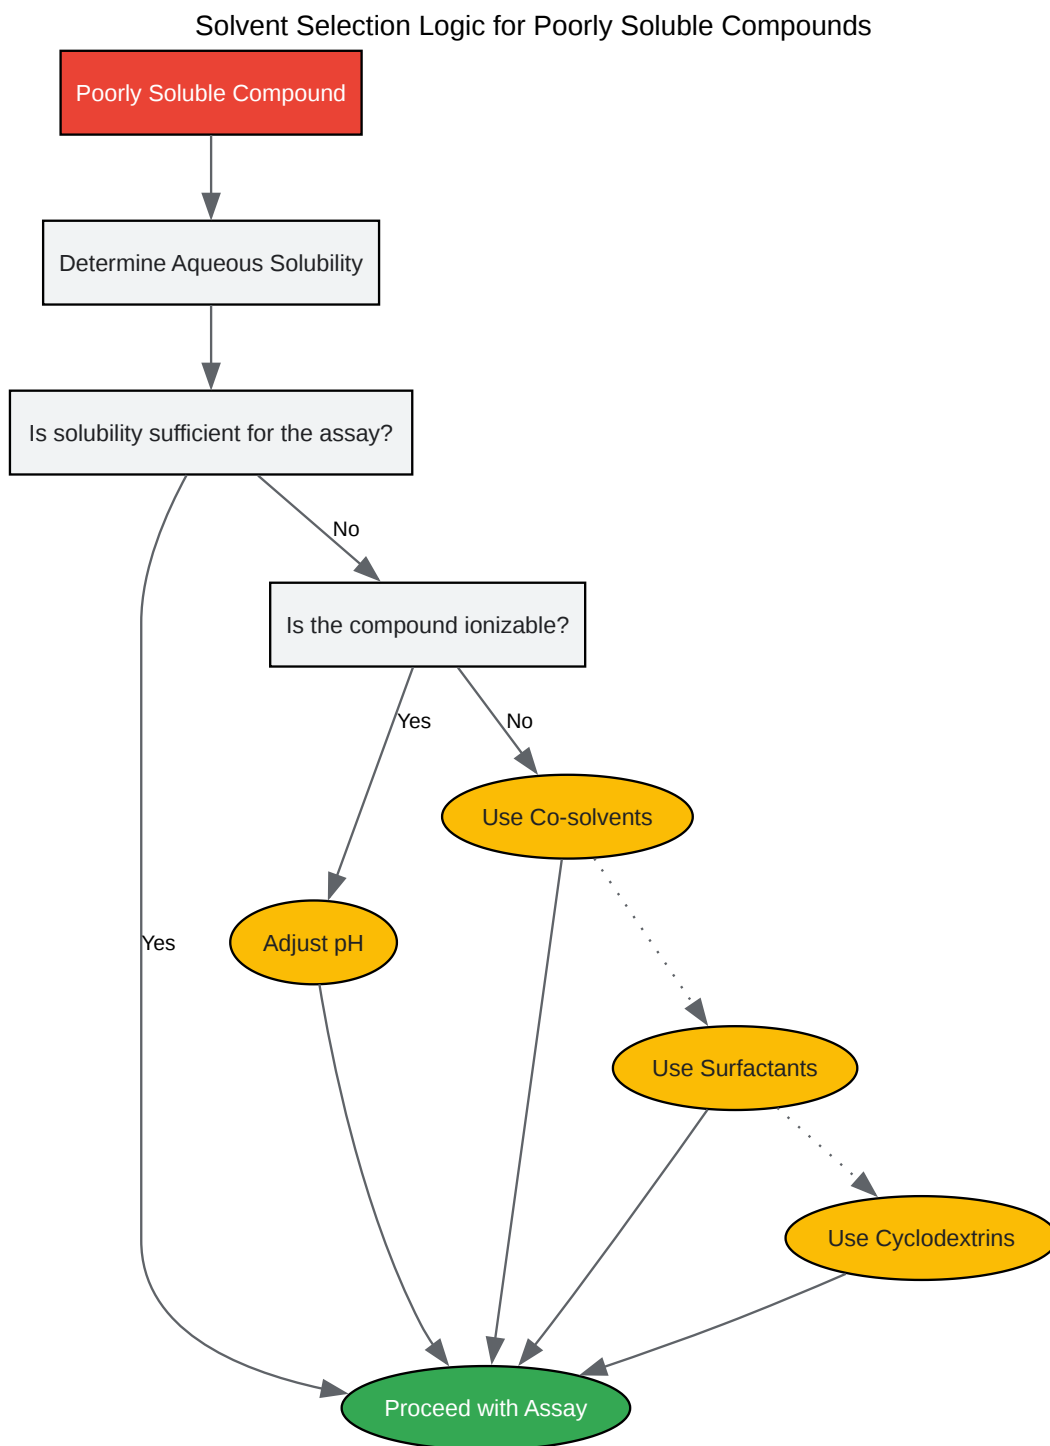 Solvent Selection Logic for Poorly Soluble Compounds
Poorly Soluble Compound
Determine Aqueous Solubility
Is solubility sufficient for the assay?
No
Is the compound ionizable?
Yes
No
Use Co-solvents
Adjust pH
Yes
Use Surfactants
Use Cyclodextrins
Proceed with Assay